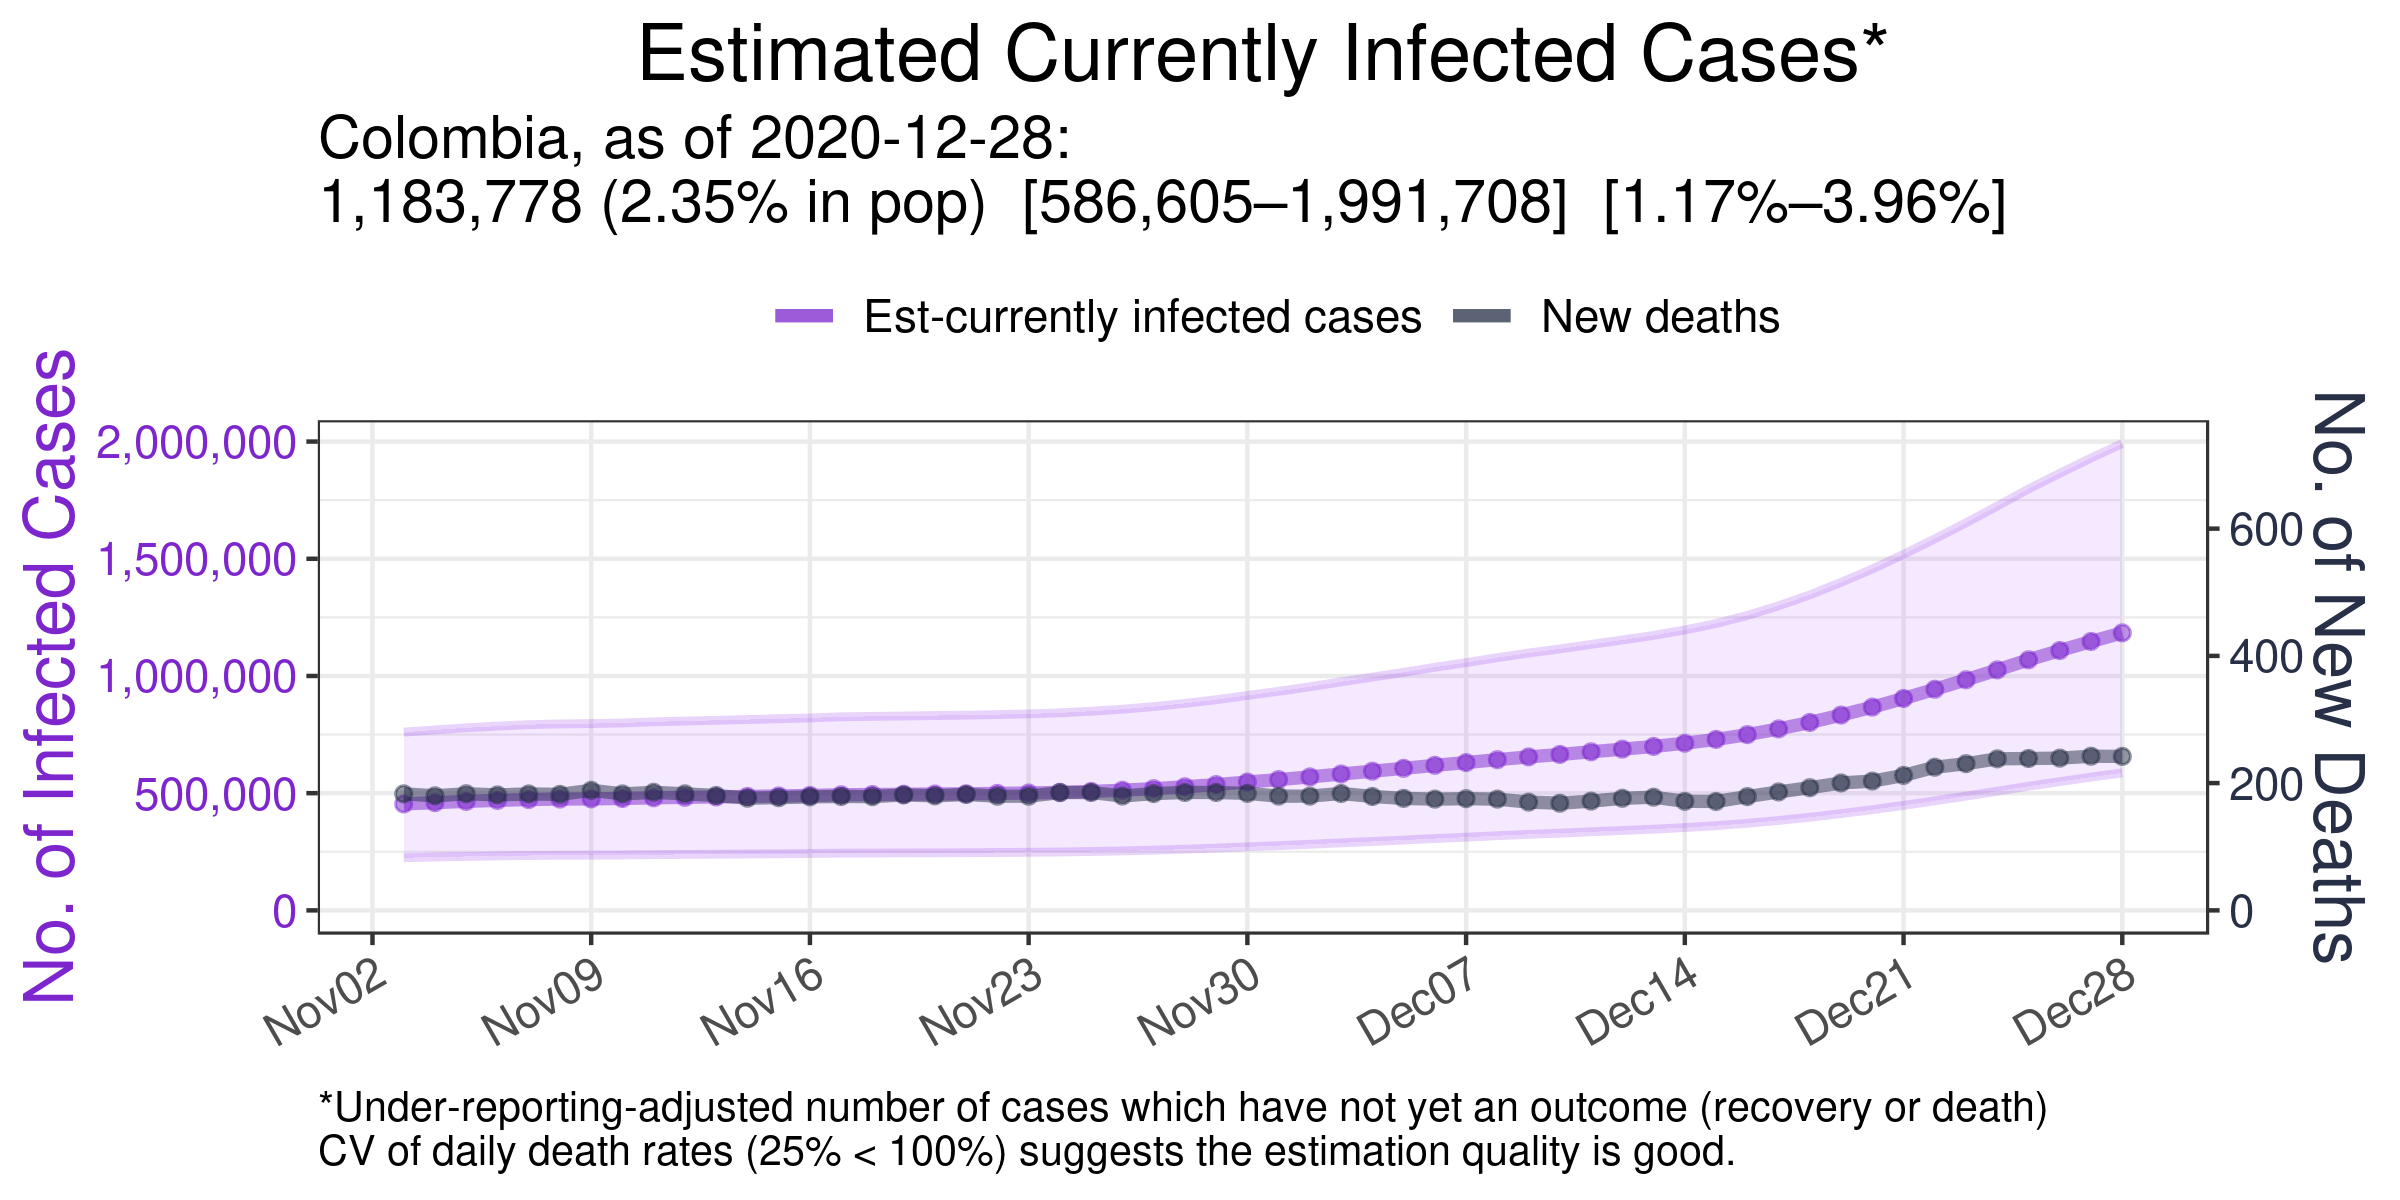 Estimated Currently Infected Cases*
Colombia, as of 2020-12-28:
1,183,778 (2.35% in pop) [586,605–1,991,708] [1.17%–3.96%]
Est-currently infected cases
New deaths
No. of Infected Cases
2,000,000
1,500,000
1,000,000
500,000
0
No. of New Deaths
600
400
200
0
Nov02
Nov09
Nov16
Nov23
Nov30
Dec07
Dec14
Dec21
Dec28
*Under-reporting-adjusted number of cases which have not yet an outcome (recovery or death)
CV of daily death rates (25% < 100%) suggests the estimation quality is good.